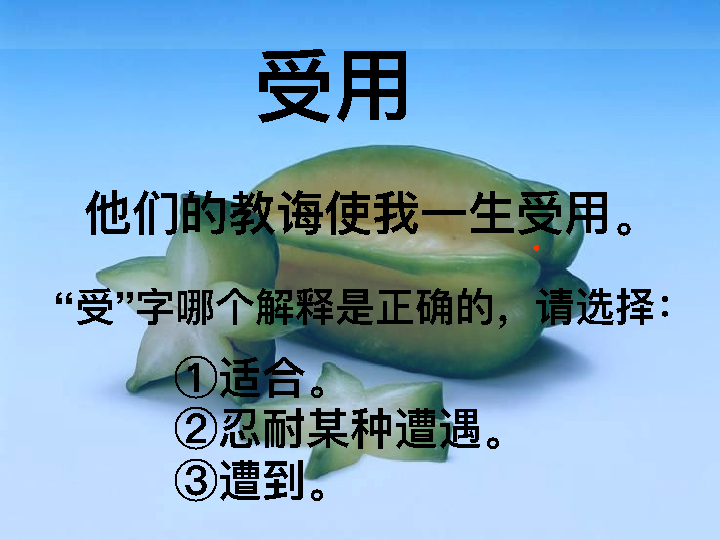 受用
他们的教诲使我一生受用。
“受”字哪个解释是正确的，请选择：
①适合。
②忍耐某种遭遇。
③遭到。